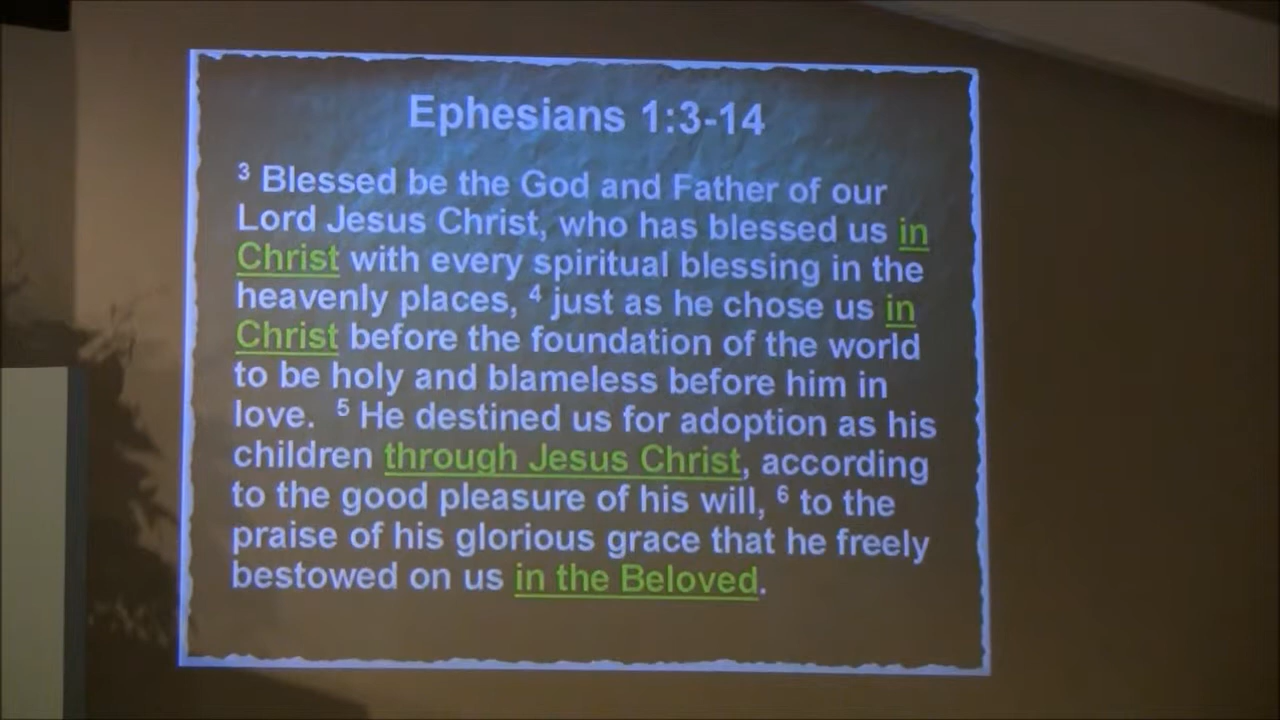 Ephesians 1:3-14
3 Blessed be the God and Father of our
Lord Jesus Christ, who has blessed us in
Christ with every spiritual blessing in the
heavenly places, 4 just as he chose us in
Christ before the foundation of the world
to be holy and blameless before him in
love. 5 He destined us for adoption as his
children through Jesus Christ, according
to the good pleasure of his will, 6 to the
praise of his glorious grace that he freely
bestowed on us in the Beloved.